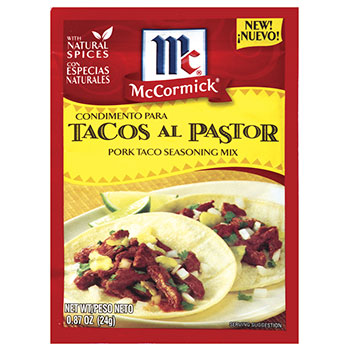 WITH
NATURAL
SPICES
CON
ESPECIAS
NATURALES
Mc
®
McCormick®
NEW!
¡NUEVO!
CONDIMENTO PARA
TACOS AL PASTOR
PORK TACO SEASONING MIX
NET WT/PESO NETO
0.87 OZ (24g)
SERVING SUGGESTION